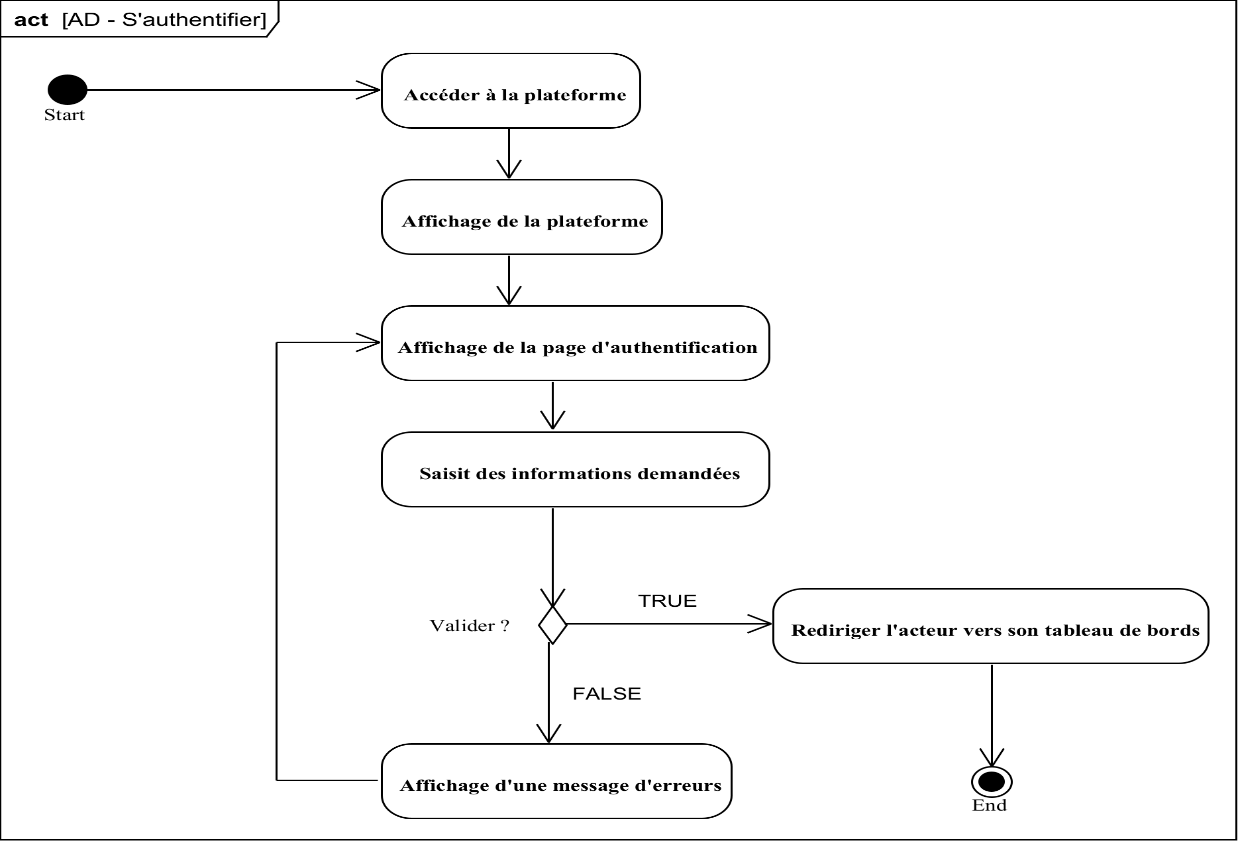 act [AD - S'authentifier]
Start
Accéder à la plateforme
Affichage de la plateforme
Affichage de la page d'authentification
Saisit des informations demandées
Valider ?
TRUE
Rediriger l'acteur vers son tableau de bords
FALSE
Affichage d'une message d'erreurs
End